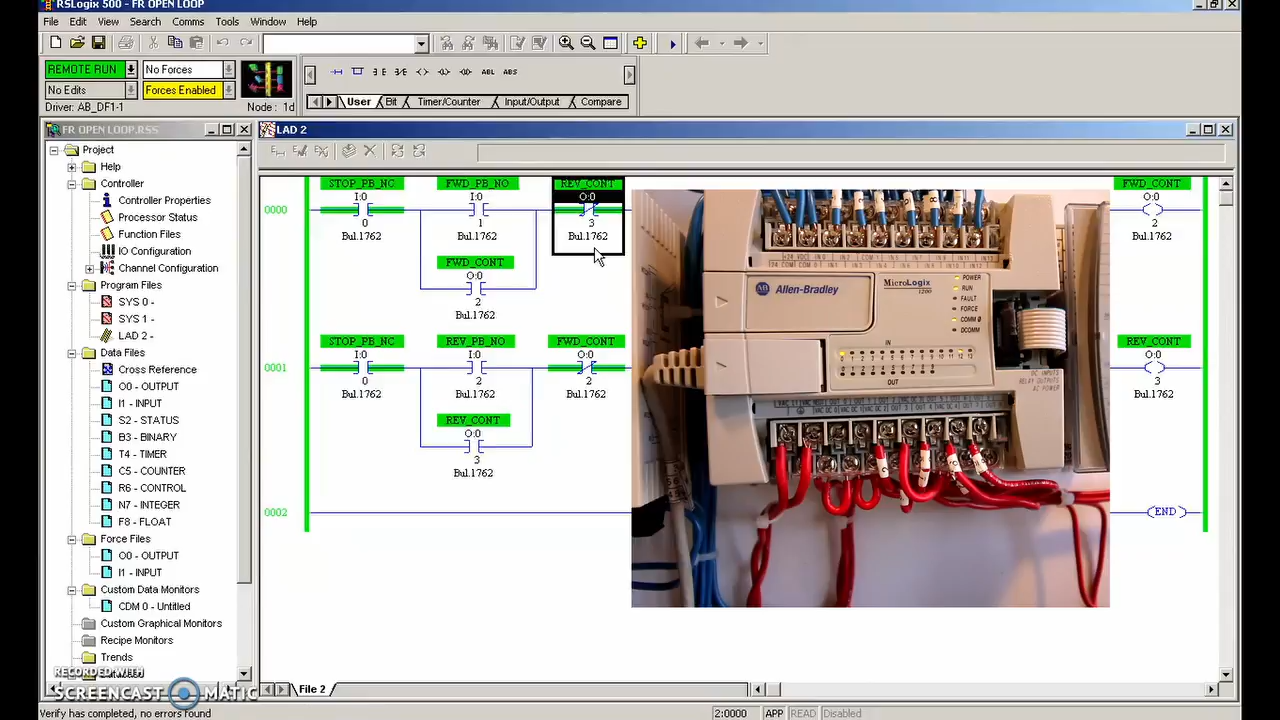 RSLogix 500 - FR OPEN LOOP
File Edit View Search Comms Tools Window Help
REMOTE RUN
No Forces
No Edits
Forces Enabled
Driver: AB_DF1-1
Node : 1d
ABL ABS
User Bit Timer/Counter Input/Output Compare
FR OPEN LOOP.RSS
Project
Help
Controller
Controller Properties
Processor Status
Function Files
IO Configuration
Channel Configuration
Program Files
SYS 0 -
SYS 1 -
LAD 2 -
Data Files
Cross Reference
O0 - OUTPUT
I1 - INPUT
S2 - STATUS
B3 - BINARY
T4 - TIMER
C5 - COUNTER
R6 - CONTROL
N7 - INTEGER
F8 - FLOAT
Force Files
O0 - OUTPUT
I1 - INPUT
Custom Data Monitors
CDM 0 - Untitled
Custom Graphical Monitors
Recipe Monitors
Trends
RECORDED WITH
SCREENCAST MATIC
LAD 2
STOP_PB_NC FWD_PB_NO REV_CONT FWD_CONT
I:0 I:0 O:0 O:0
0000
0 1 3 2
Bul.1762 Bul.1762 Bul.1762 Bul.1762
FWD_CONT
O:0
2
Bul.1762
STOP_PB_NC REV_PB_NO FWD_CONT REV_CONT
I:0 I:0 O:0 O:0
0001
0 2 2 3
Bul.1762 Bul.1762 Bul.1762 Bul.1762
REV_CONT
O:0
3
Bul.1762
0002
END
Allen-Bradley
AB
MicroLogix
1200
POWER
RUN
FAULT
FORCE
COMM 0
DCOMM
IN
OUT
DC INPUTS
RELAY OUTPUTS
AC POWER
File 2
Verify has completed, no errors found
2:0000 APP READ Disabled